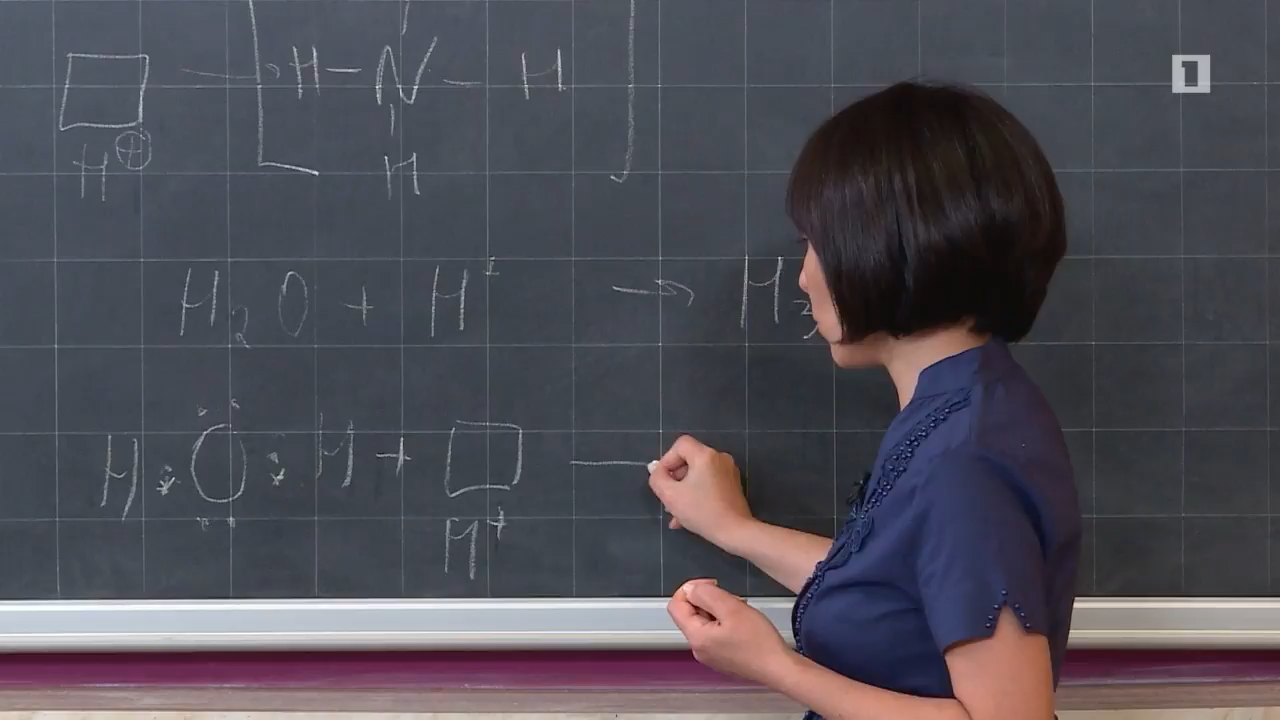 1
H
H – N – H
H ⊕
H
H₂O + H⁺ → H₃
H : O : H + □
H⁺